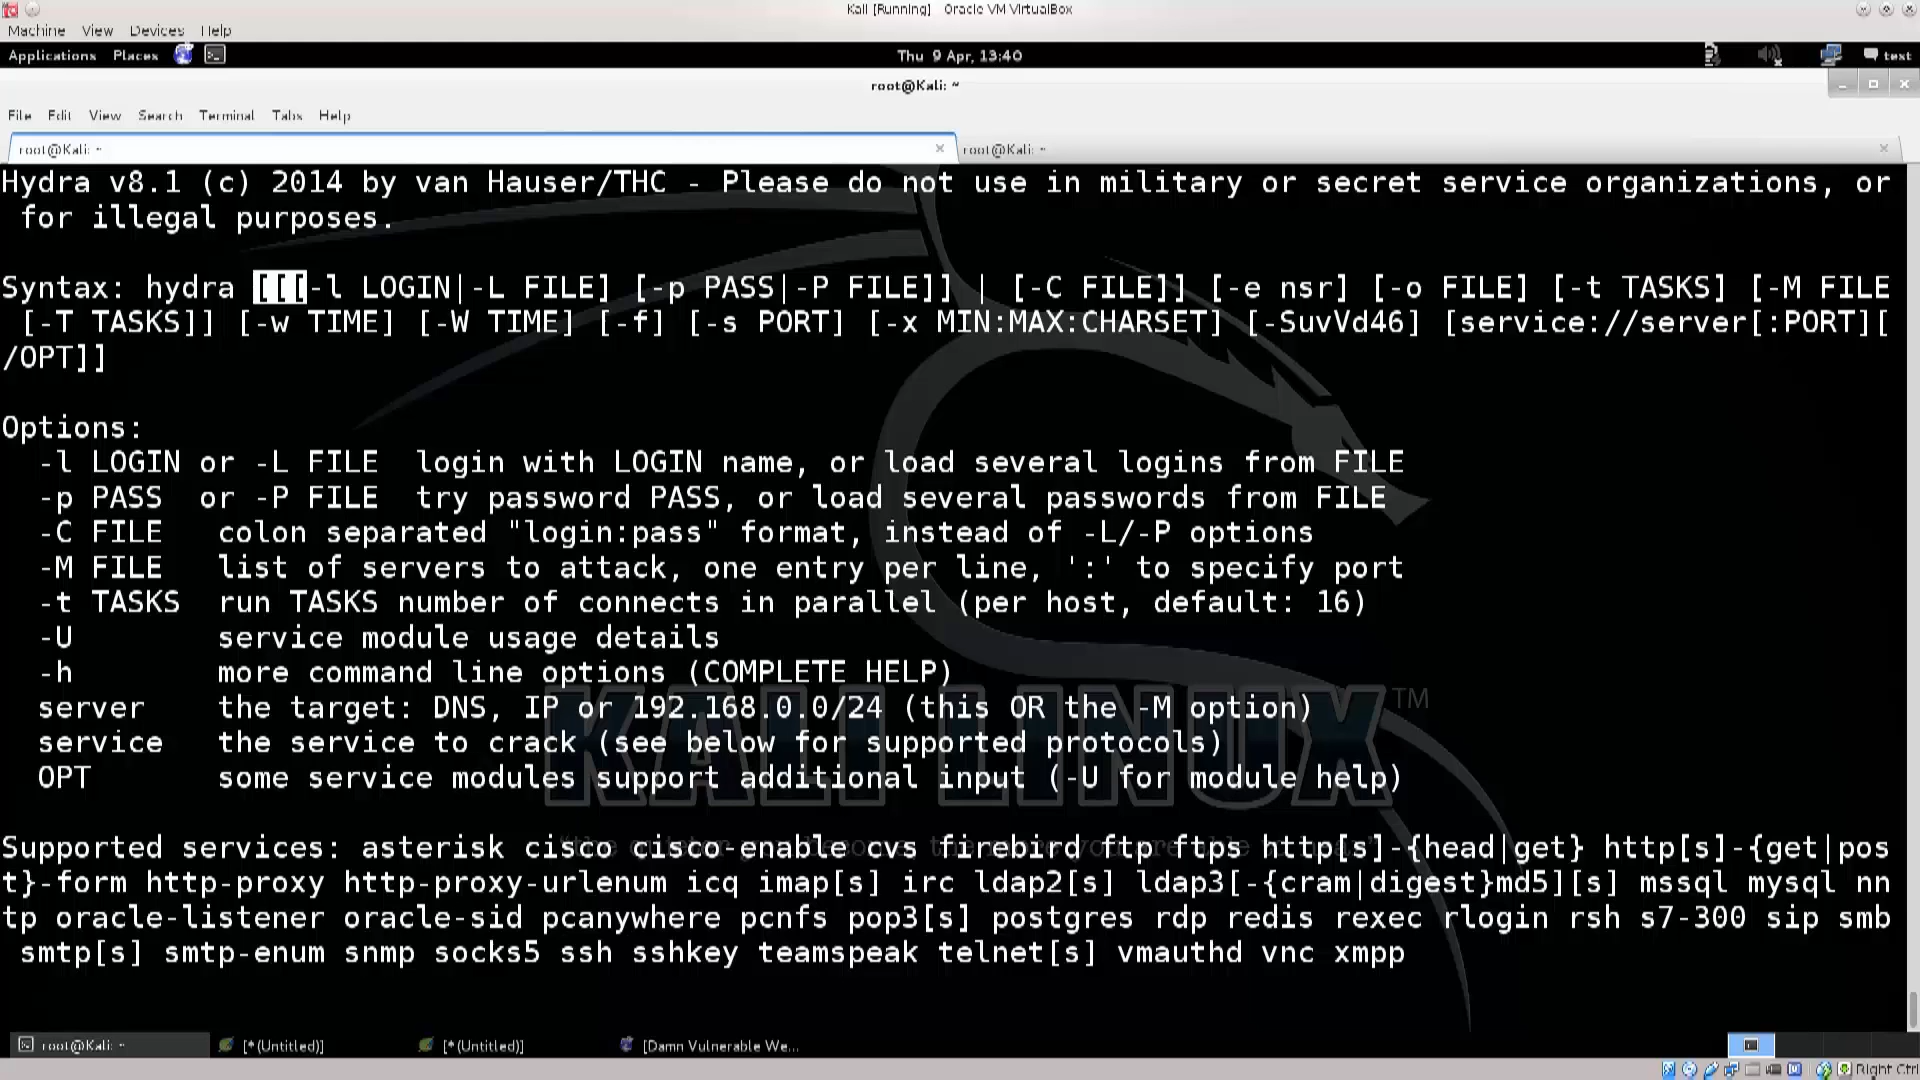 Kali [Running] - Oracle VM VirtualBox
Machine View Devices Help
Applications Places Thu 9 Apr, 13:40 text
root@Kali: ~
File Edit View Search Terminal Tabs Help
root@Kali: ~ root@Kali: ~
Hydra v8.1 (c) 2014 by van Hauser/THC - Please do not use in military or secret service organizations, or
for illegal purposes.
Syntax: hydra [[[-l LOGIN|-L FILE] [-p PASS|-P FILE]] | [-C FILE]] [-e nsr] [-o FILE] [-t TASKS] [-M FILE
[-T TASKS]] [-w TIME] [-W TIME] [-f] [-s PORT] [-x MIN:MAX:CHARSET] [-SuvVd46] [service://server[:PORT][
/OPT]]
Options:
-l LOGIN or -L FILE login with LOGIN name, or load several logins from FILE
-p PASS or -P FILE try password PASS, or load several passwords from FILE
-C FILE colon separated "login:pass" format, instead of -L/-P options
-M FILE list of servers to attack, one entry per line, ':' to specify port
-t TASKS run TASKS number of connects in parallel (per host, default: 16)
-U service module usage details
-h more command line options (COMPLETE HELP)
server the target: DNS, IP or 192.168.0.0/24 (this OR the -M option)
service the service to crack (see below for supported protocols)
OPT some service modules support additional input (-U for module help)
KALI LINUX TM
Supported services: asterisk cisco cisco-enable cvs firebird ftp ftps http[s]-{head|get} http[s]-{get|pos
t}-form http-proxy http-proxy-urlenum icq imap[s] irc ldap2[s] ldap3[-{cram|digest}md5][s] mssql mysql nn
tp oracle-listener oracle-sid pcanywhere pcnfs pop3[s] postgres rdp redis rexec rlogin rsh s7-300 sip smb
smtp[s] smtp-enum snmp socks5 ssh sshkey teamspeak telnet[s] vmauthd vnc xmpp
root@Kali: ~ [*(Untitled)] [*(Untitled)] [Damn Vulnerable We...
Right Ctrl